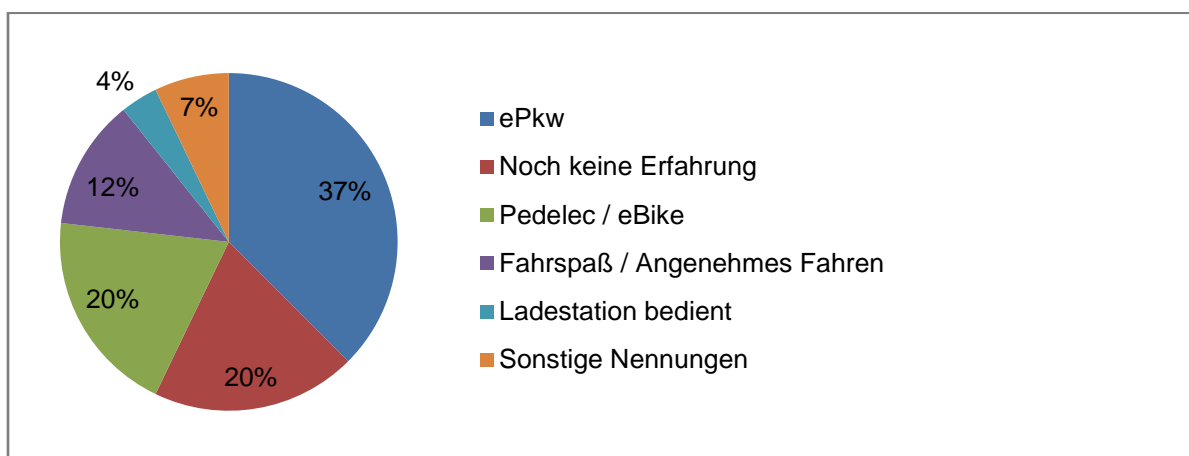 4%
7%
37%
12%
20%
20%
ePkw
Noch keine Erfahrung
Pedelec / eBike
Fahrspaß / Angenehmes Fahren
Ladestation bedient
Sonstige Nennungen